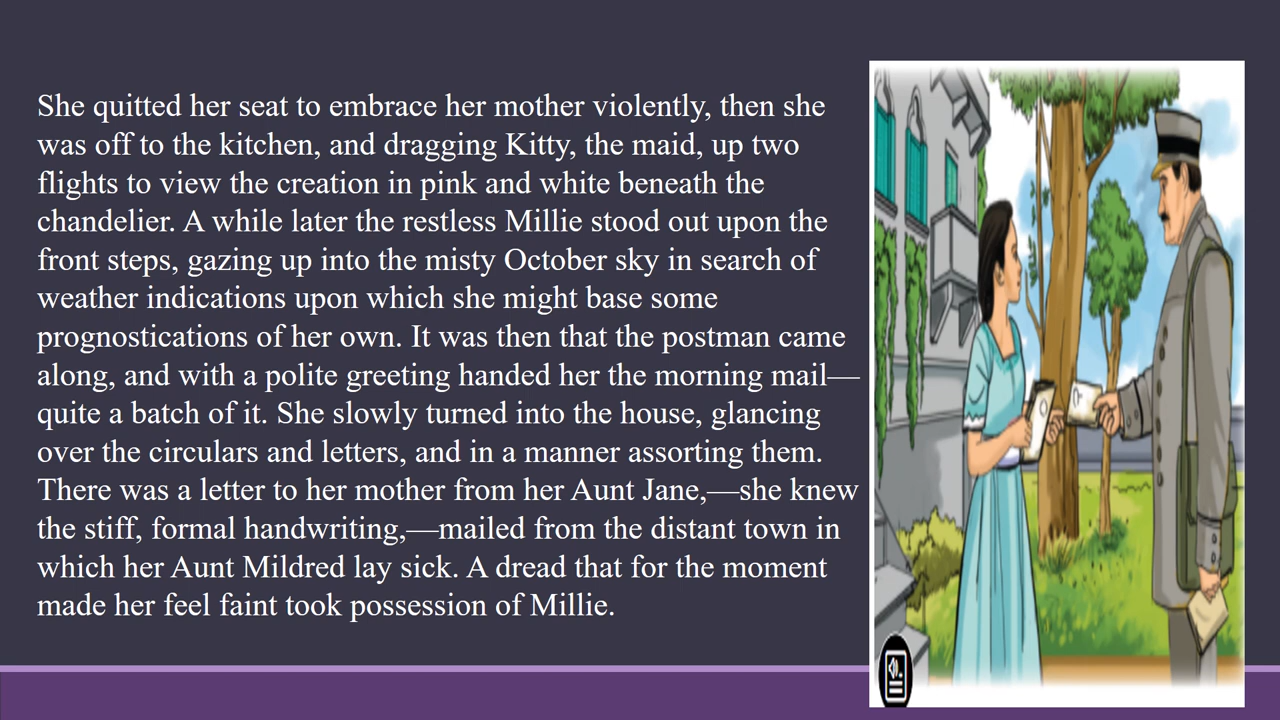 She quitted her seat to embrace her mother violently, then she
was off to the kitchen, and dragging Kitty, the maid, up two
flights to view the creation in pink and white beneath the
chandelier. A while later the restless Millie stood out upon the
front steps, gazing up into the misty October sky in search of
weather indications upon which she might base some
prognostications of her own. It was then that the postman came
along, and with a polite greeting handed her the morning mail—
quite a batch of it. She slowly turned into the house, glancing
over the circulars and letters, and in a manner assorting them.
There was a letter to her mother from her Aunt Jane,—she knew
the stiff, formal handwriting,—mailed from the distant town in
which her Aunt Mildred lay sick. A dread that for the moment
made her feel faint took possession of Millie.